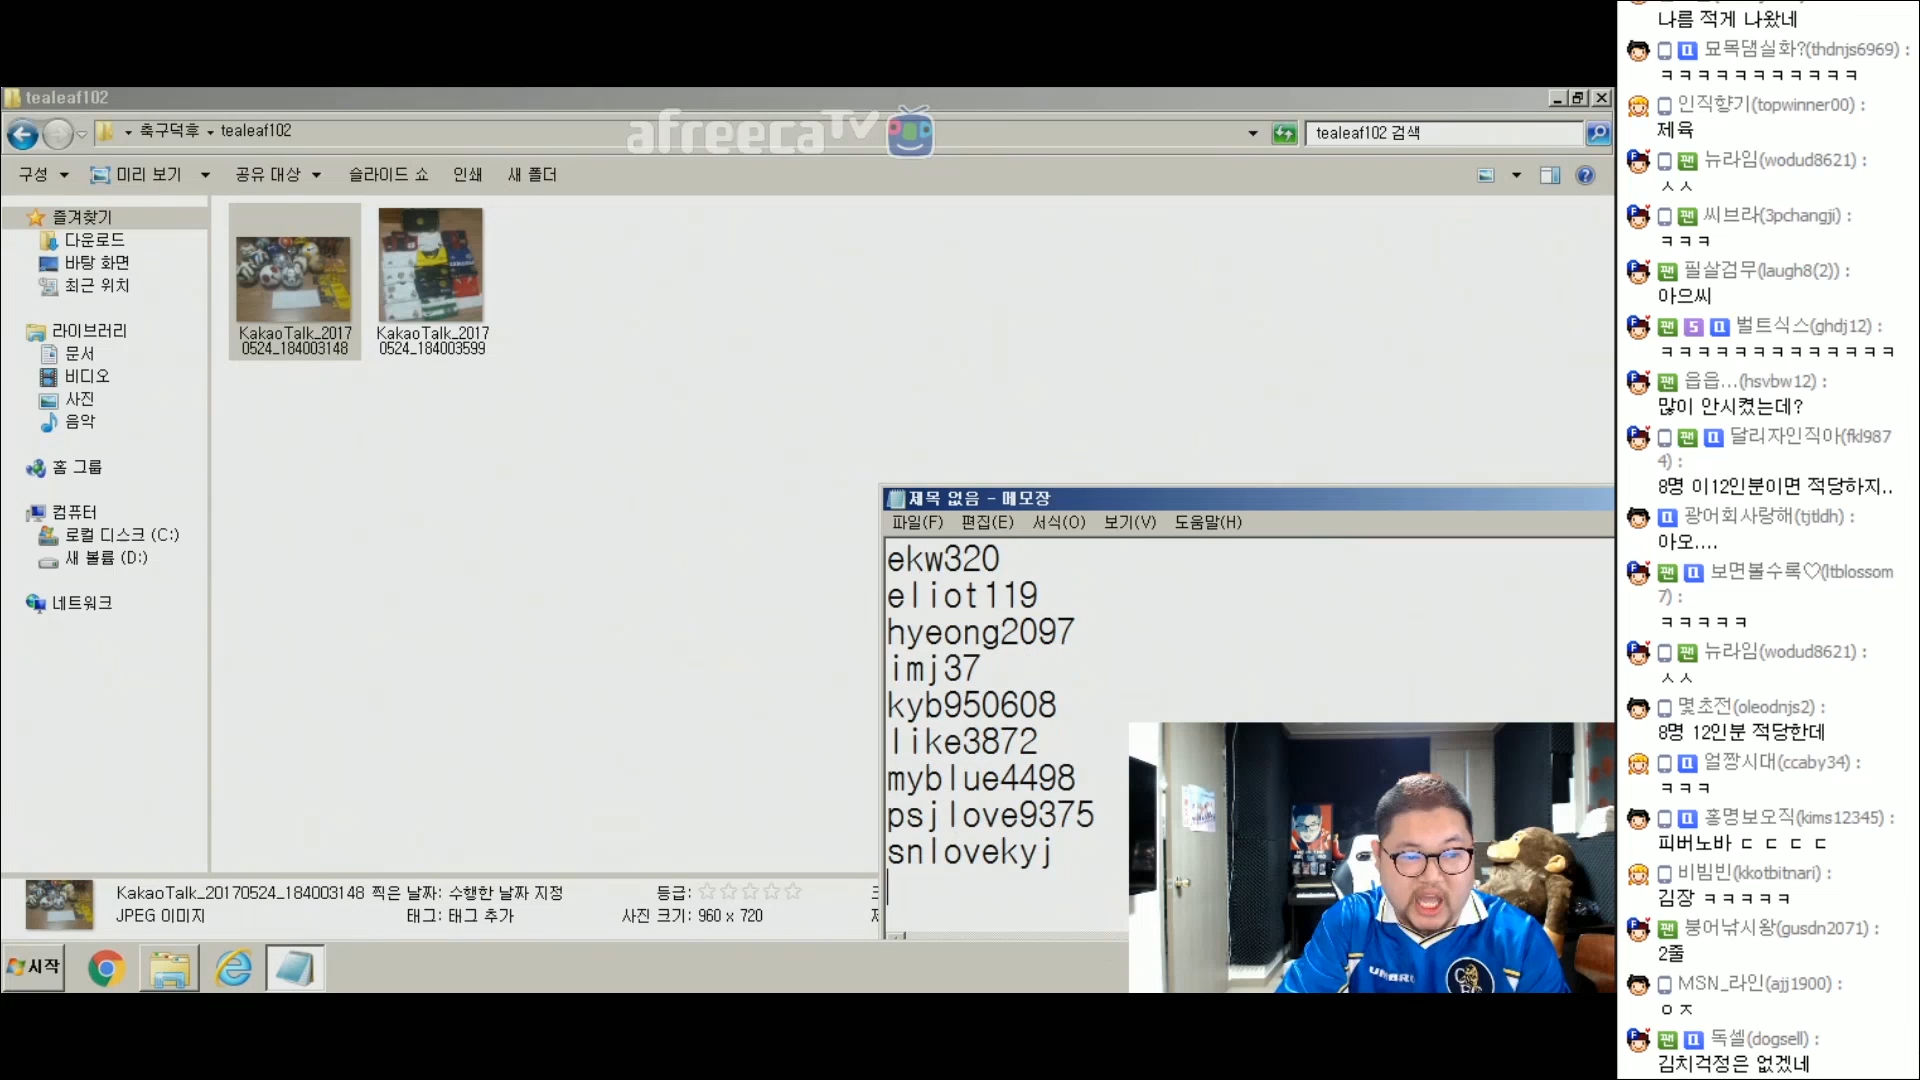 tealeaf102
축구덕후 tealeaf102
afreecaTV
tealeaf102 검색
구성 미리 보기 공유 대상 슬라이드 쇼 인쇄 새 폴더
즐겨찾기
다운로드
바탕 화면
최근 위치
라이브러리
문서
비디오
사진
음악
홈 그룹
컴퓨터
로컬 디스크 (C:)
새 볼륨 (D:)
네트워크
KakaoTalk_2017
0524_184003148
KakaoTalk_2017
0524_184003599
제목 없음 - 메모장
파일(F) 편집(E) 서식(O) 보기(V) 도움말(H)
ekw320
eliot119
hyeong2097
imj37
kyb950608
like3872
myblue4498
psjlove9375
snlovekyj
UMBRO
KakaoTalk_20170524_184003148 찍은 날짜: 수행한 날짜 지정 등급: ☆☆☆☆☆
JPEG 이미지 태그: 태그 추가 사진 크기: 960 x 720
시작
나름 적게 나왔네
묘목댐실화?(thdnjs6969) :
ㅋㅋㅋㅋㅋㅋㅋㅋㅋㅋㅋ
인직향기(topwinner00) :
제육
팬 뉴라임(wodud8621) :
ㅅㅅ
팬 씨브라(3pchangji) :
ㅋㅋㅋ
팬 필살검무(laugh8(2)) :
아으씨
팬 5 벌트식스(ghdj12) :
ㅋㅋㅋㅋㅋㅋㅋㅋㅋㅋㅋㅋㅋ
팬 읍읍...(hsvbw12) :
많이 안시켰는데?
팬 달리자인직아(fkl987
4) :
8명 이12인분이면 적당하지..
광어회사랑해(tjtldh) :
아오....
팬 보면볼수록♡(ltblossom
7) :
ㅋㅋㅋㅋㅋ
팬 뉴라임(wodud8621) :
ㅅㅅ
몇초전(oleodnjs2) :
8명 12인분 적당한데
얼짱시대(ccaby34) :
ㅋㅋㅋ
홍명보오직(kims12345) :
피버노바 ㄷㄷㄷㄷ
비빔빈(kkotbitnari) :
김장 ㅋㅋㅋㅋㅋ
팬 붕어낚시왕(gusdn2071) :
2줄
MSN_라인(ajj1900) :
ㅇㅈ
팬 독셀(dogsell) :
김치걱정은 없겠네